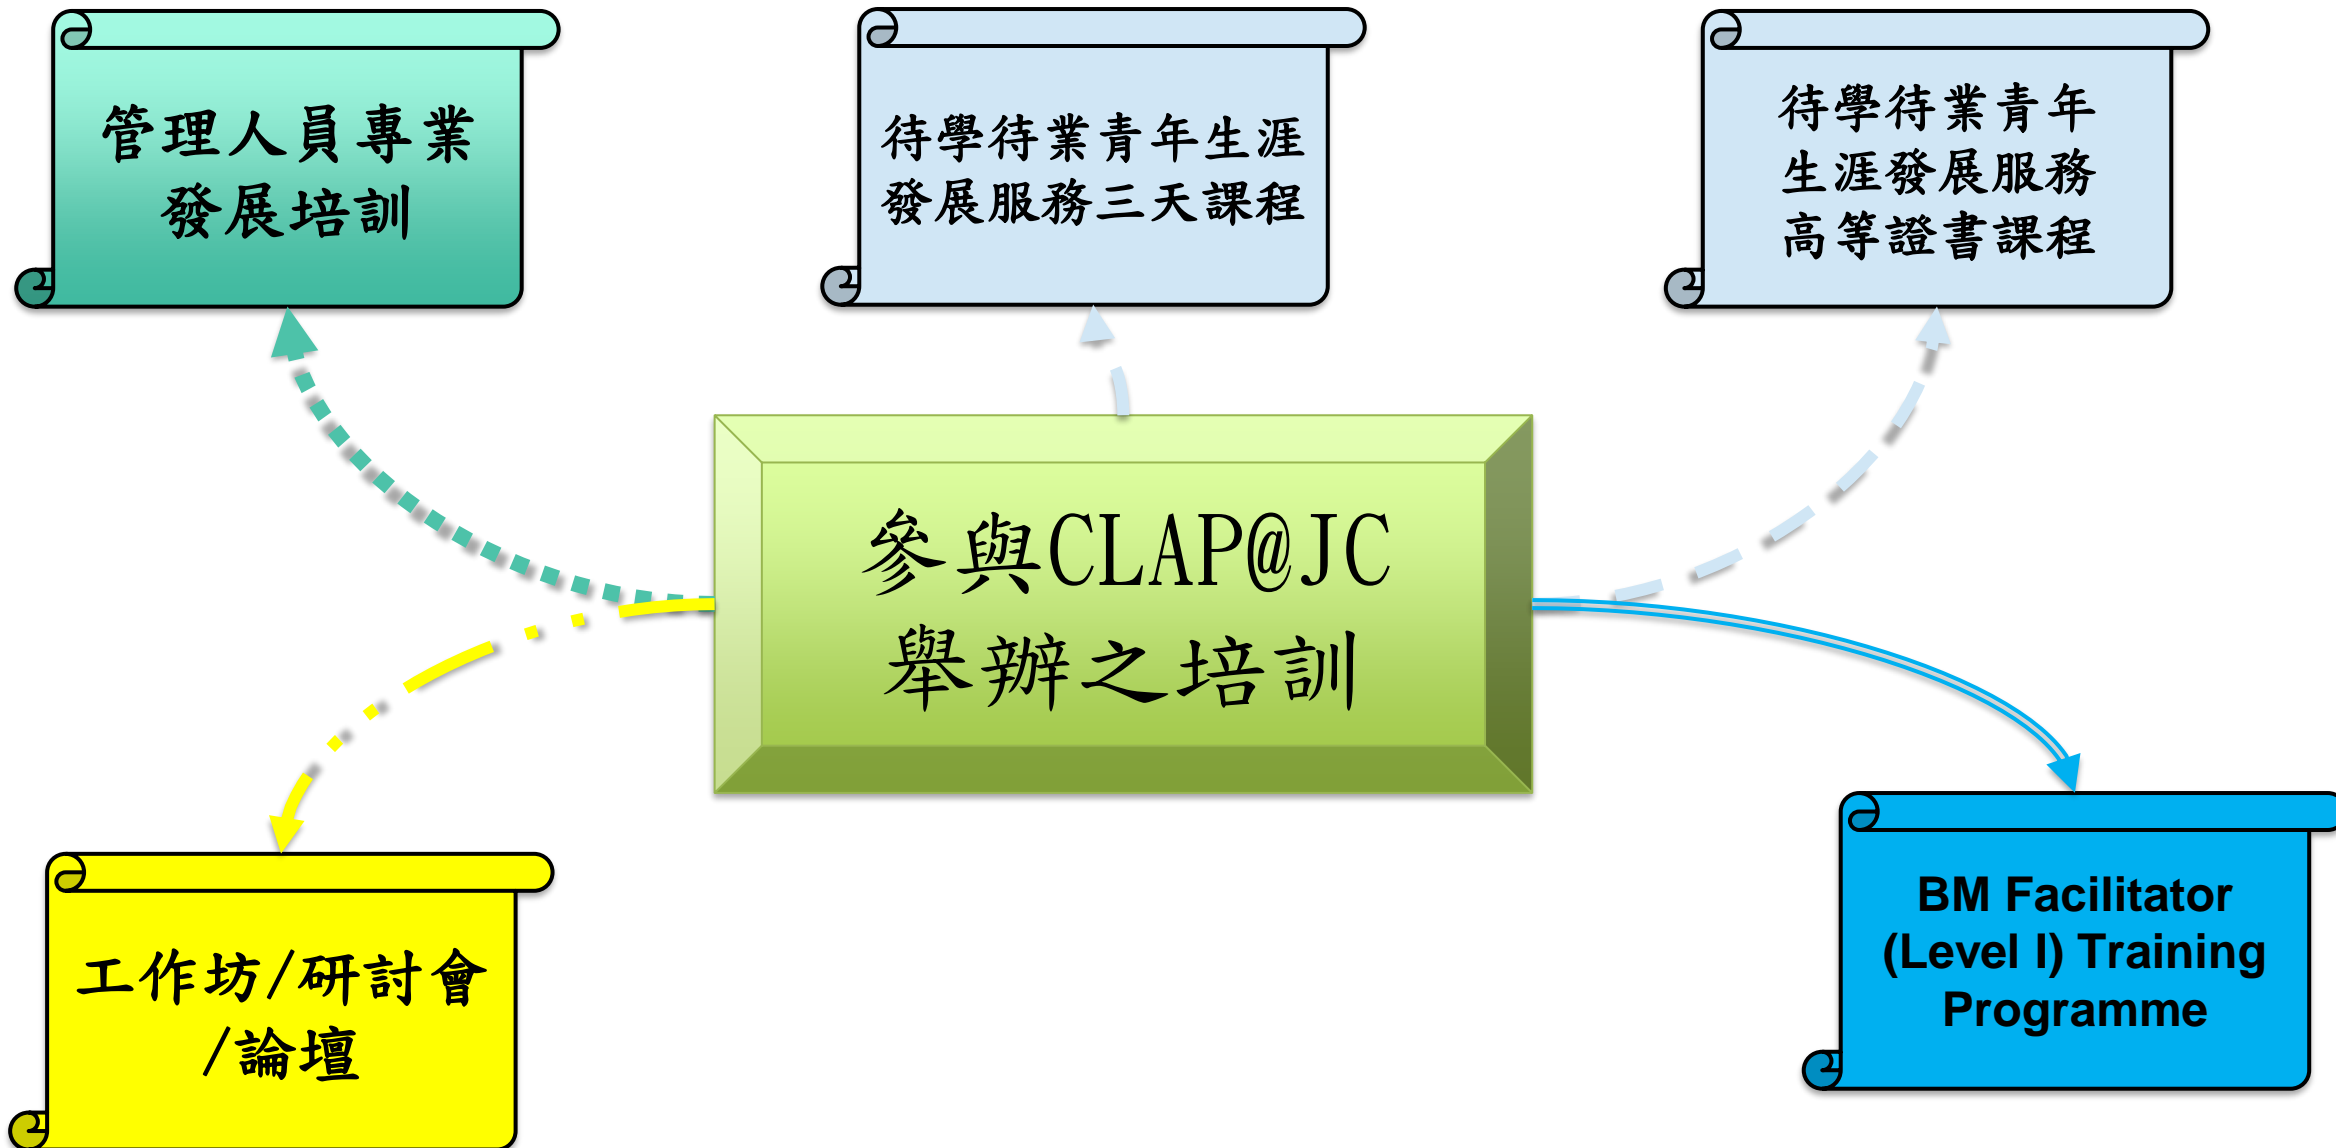 管理人員專業
發展培訓
待學待業青年生涯
發展服務三天課程
待學待業青年
生涯發展服務
高等證書課程
參與CLAP@JC
舉辦之培訓
工作坊/研討會
/論壇
BM Facilitator
(Level I) Training
Programme